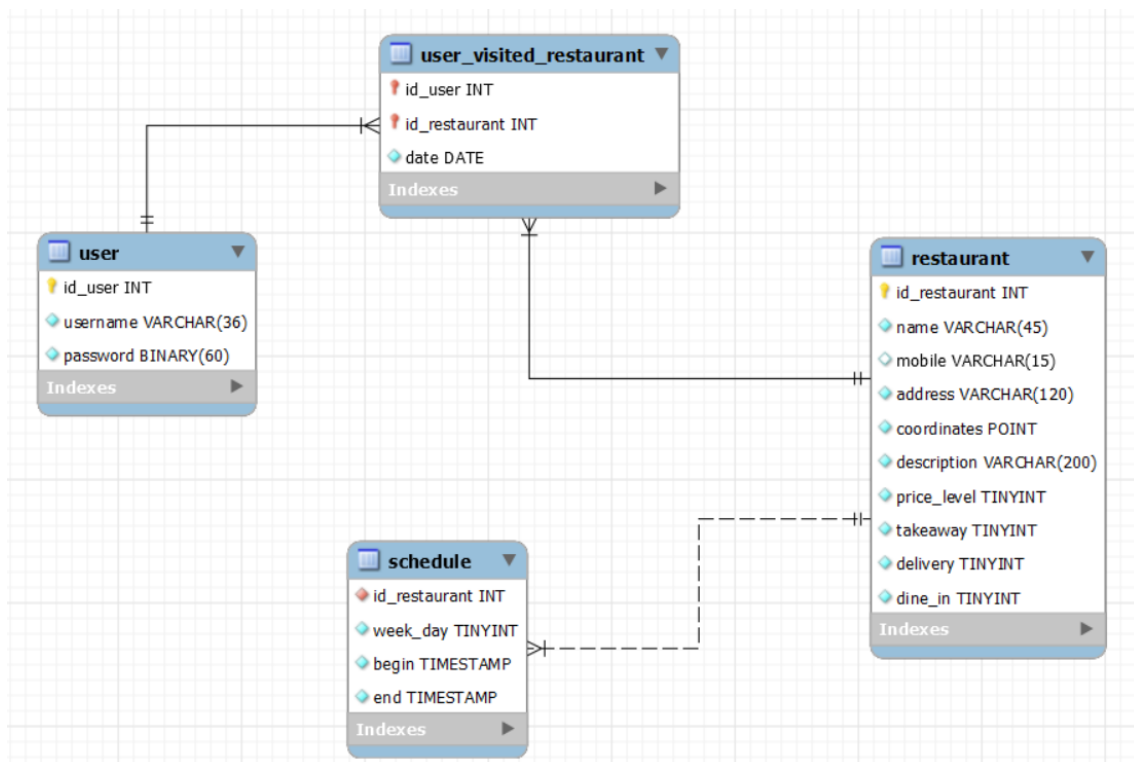 user_visited_restaurant
id_user INT
id_restaurant INT
date DATE
Indexes
user
id_user INT
username VARCHAR(36)
password BINARY(60)
Indexes
restaurant
id_restaurant INT
name VARCHAR(45)
mobile VARCHAR(15)
address VARCHAR(120)
coordinates POINT
description VARCHAR(200)
price_level TINYINT
takeaway TINYINT
delivery TINYINT
dine_in TINYINT
Indexes
schedule
id_restaurant INT
week_day TINYINT
begin TIMESTAMP
end TIMESTAMP
Indexes